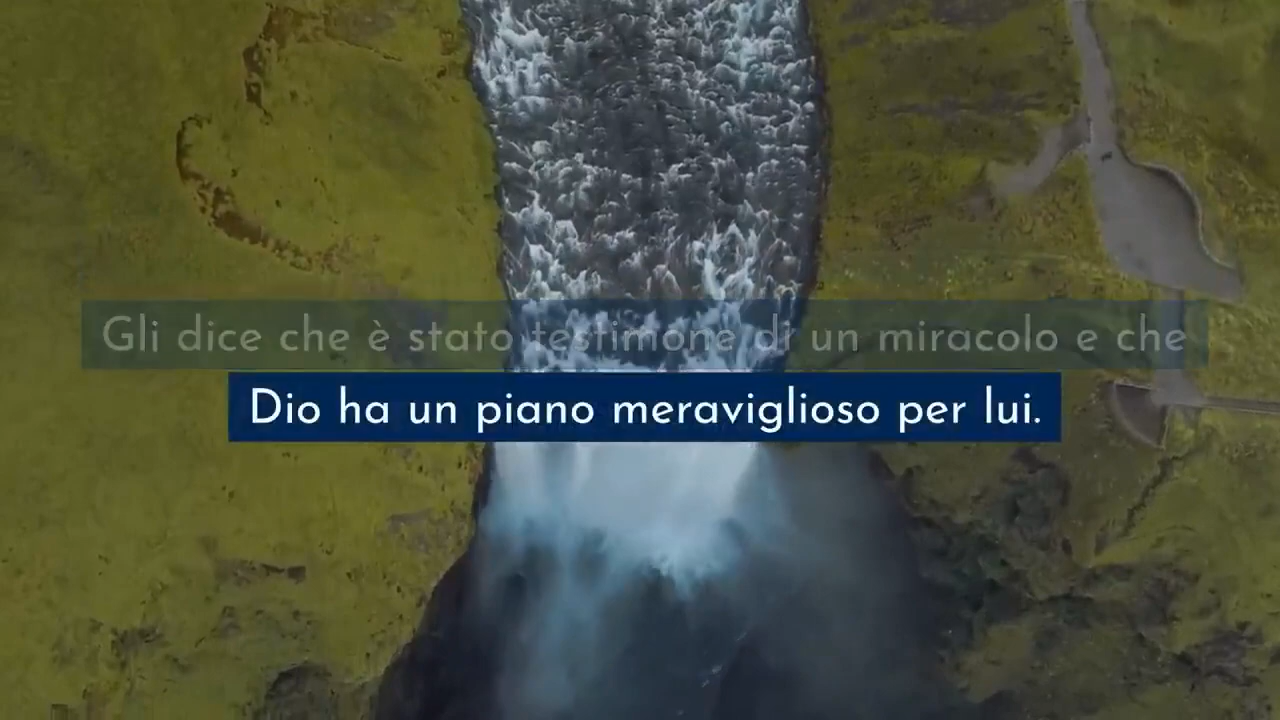 Gli dice che è stato testimone di un miracolo e che
Dio ha un piano meraviglioso per lui.